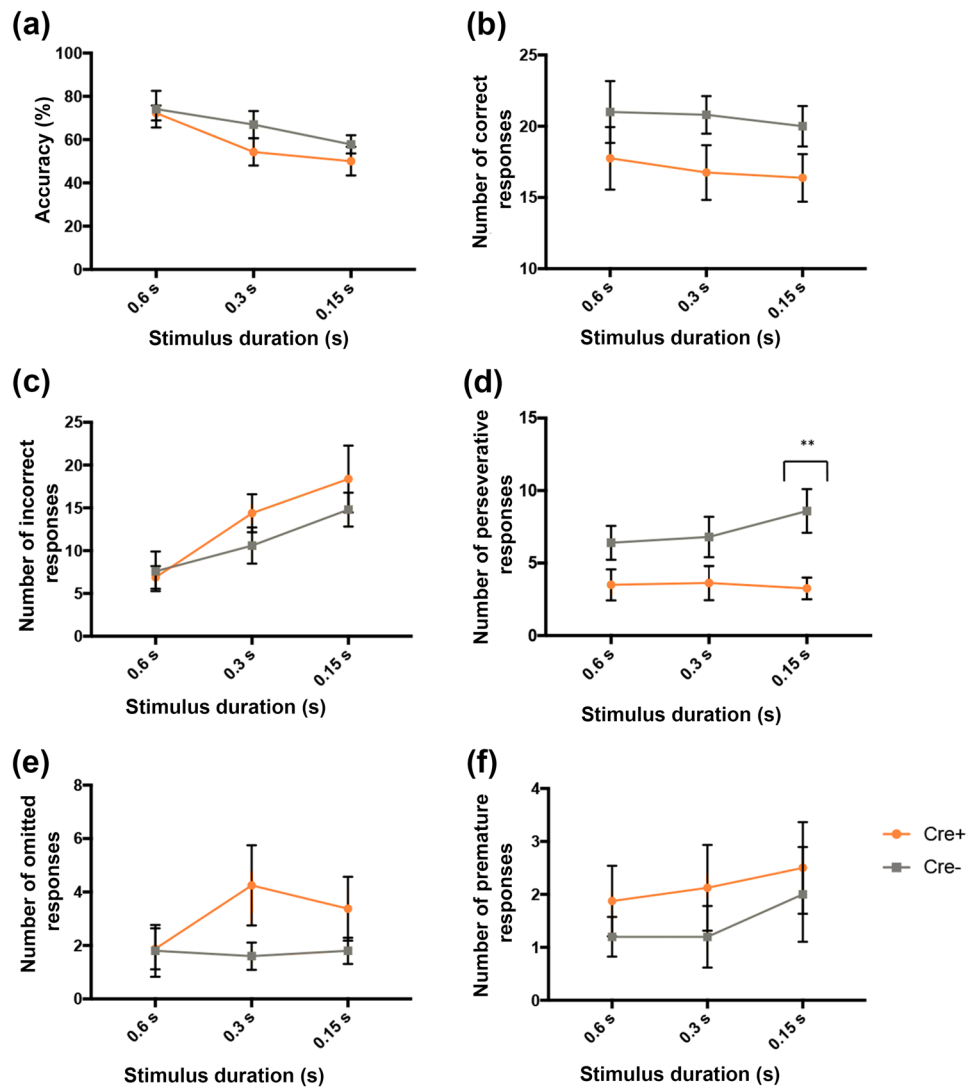 (a)
Accuracy (%)
100
80
60
40
20
0
0.6 s
0.3 s
0.15 s
Stimulus duration (s)
(b)
Number of correct
responses
25
20
15
10
0.6 s
0.3 s
0.15 s
Stimulus duration (s)
(c)
Number of incorrect
responses
25
20
15
10
5
0
0.6 s
0.3 s
0.15 s
Stimulus duration (s)
(d)
Number of perseverative
responses
15
10
5
0
**
0.6 s
0.3 s
0.15 s
Stimulus duration (s)
(e)
Number of omitted
responses
8
6
4
2
0
0.6 s
0.3 s
0.15 s
Stimulus duration (s)
(f)
Number of premature
responses
4
3
2
1
0
0.6 s
0.3 s
0.15 s
Stimulus duration (s)
Cre+
Cre-